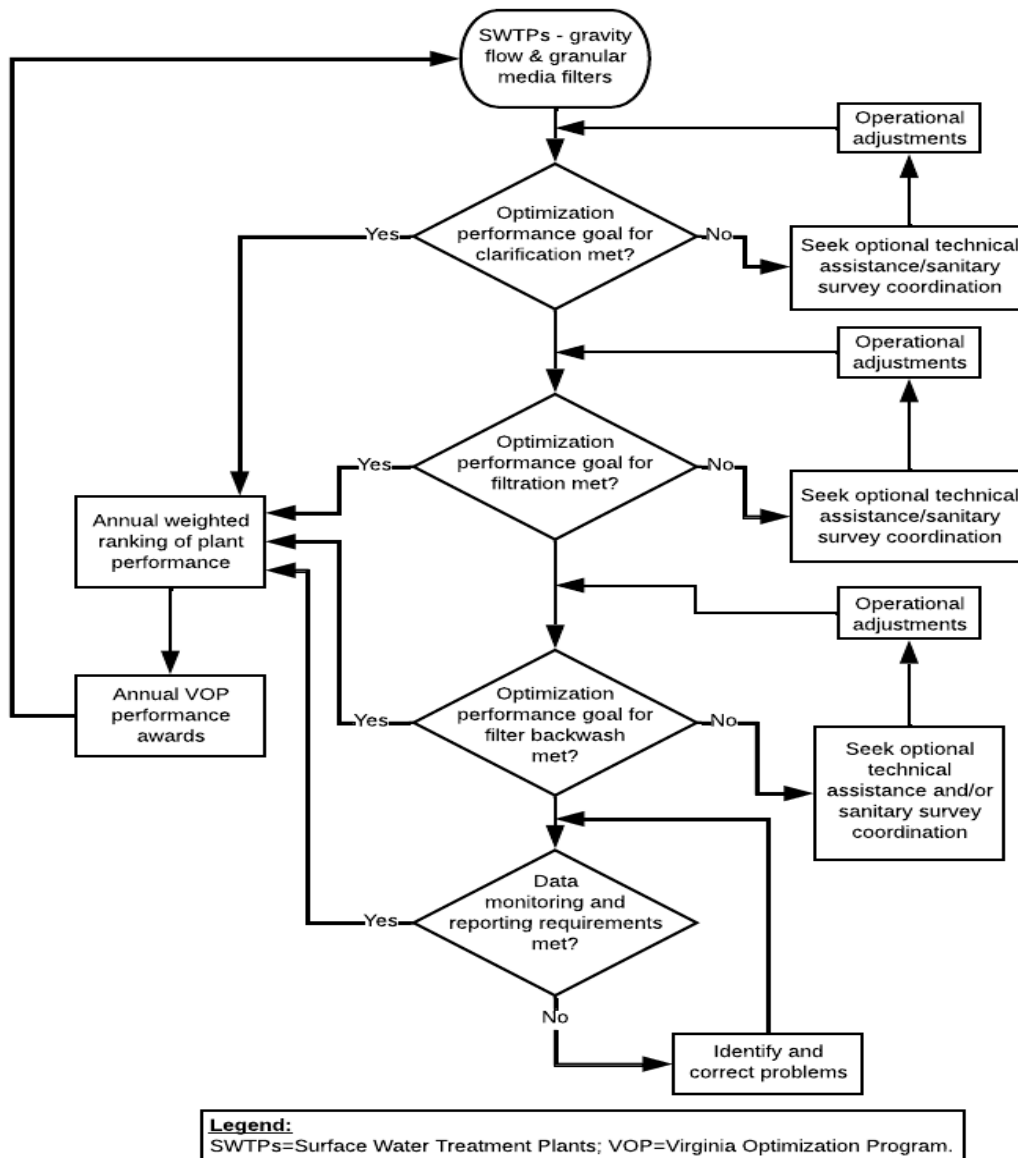 SWTPs - gravity
flow & granular
media filters
Operational
adjustments
Optimization
performance goal for
clarification met?
Yes
No
Seek optional technical
assistance/sanitary
survey coordination
Operational
adjustments
Optimization
performance goal for
filtration met?
Yes
No
Seek optional technical
assistance/sanitary
survey coordination
Annual weighted
ranking of plant
performance
Operational
adjustments
Optimization
performance goal for
filter backwash
met?
Yes
No
Annual VOP
performance
awards
Seek optional
technical
assistance and/or
sanitary survey
coordination
Data
monitoring and
reporting requirements
met?
Yes
No
Identify and
correct problems
Legend:
SWTPs=Surface Water Treatment Plants; VOP=Virginia Optimization Program.